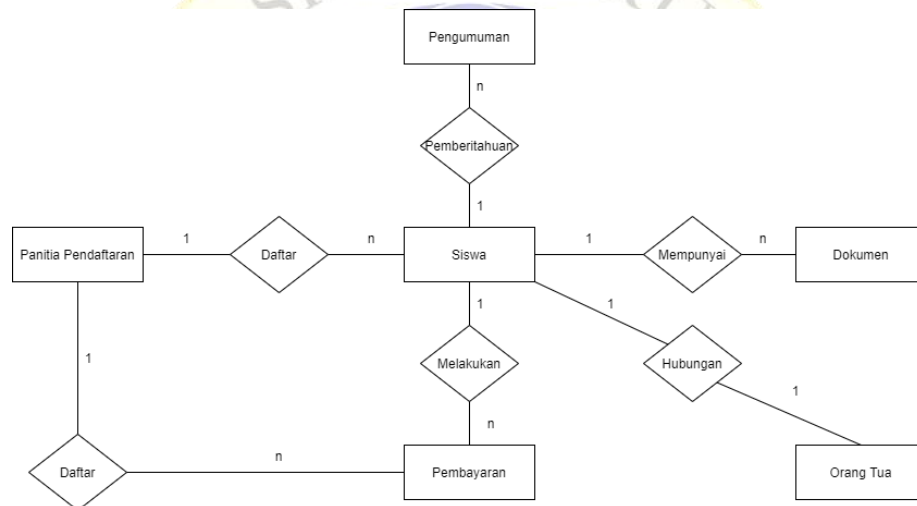 Pengumuman
n
Pemberitahuan
1
Panitia Pendaftaran
1
Daftar
n
Siswa
1
Mempunyai
n
Dokumen
1
1
1
Melakukan
Hubungan
1
n
n
Daftar
Pembayaran
Orang Tua